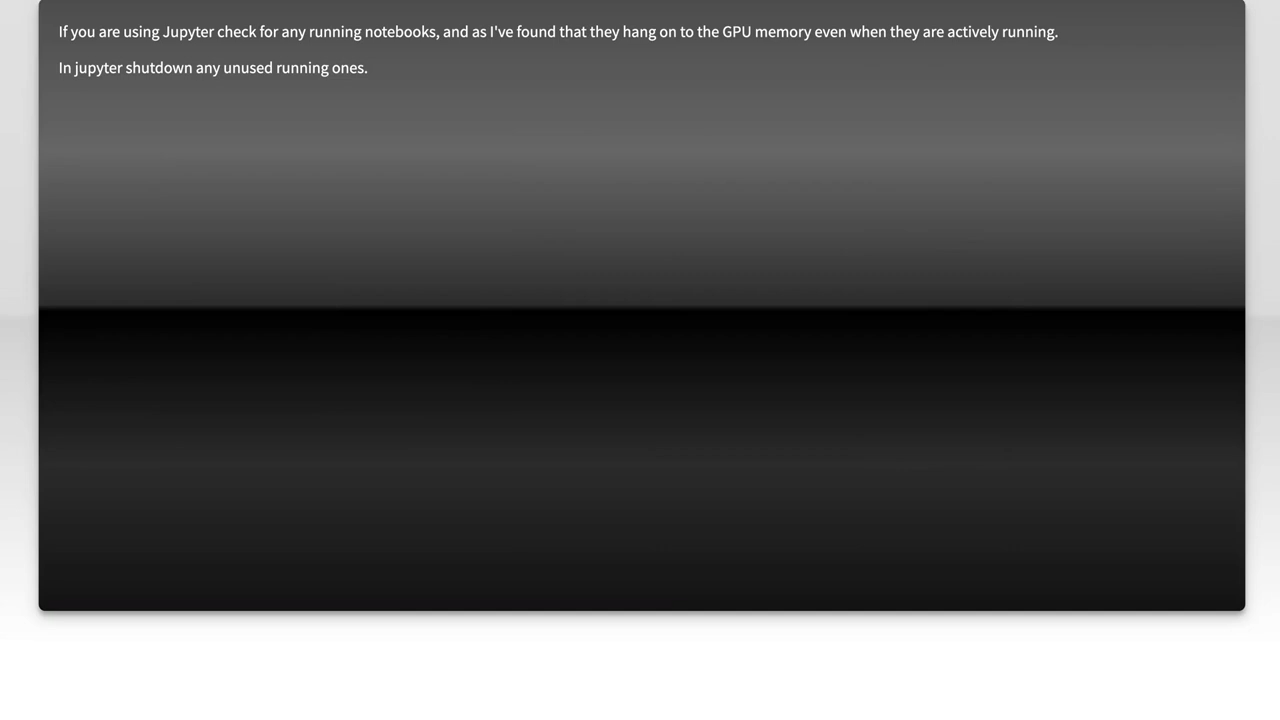 If you are using Jupyter check for any running notebooks, and as I've found that they hang on to the GPU memory even when they are actively running.
In jupyter shutdown any unused running ones.